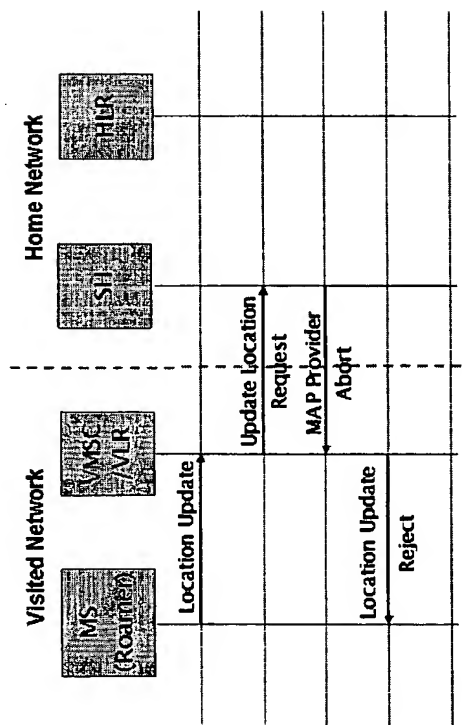 Visited Network
Home Network
MS
(Roamer)
VMSC
/VLR
SH
HLR
Location Update
Update Location
Request
MAP Provider
Abort
Location Update
Reject